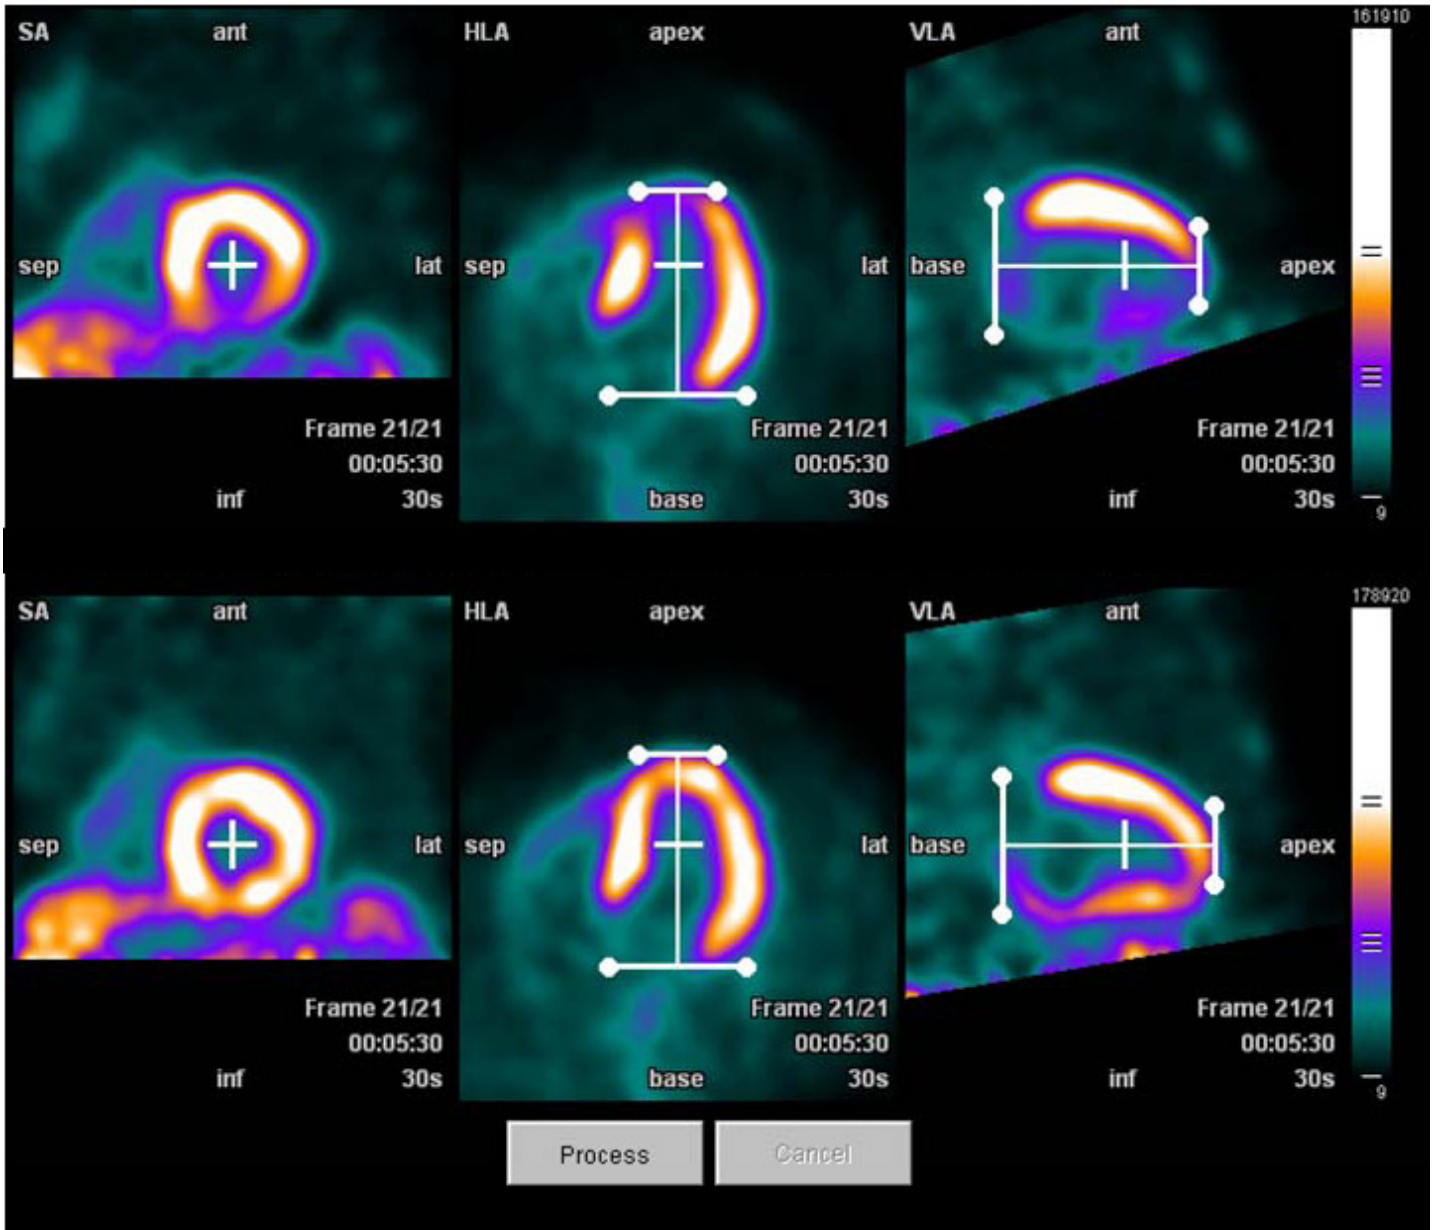 SA ant HLA apex VLA ant 161910
sep lat sep lat base apex
Frame 21/21 Frame 21/21 Frame 21/21
00:05:30 00:05:30 00:05:30
inf 30s base 30s inf 30s
9
SA ant HLA apex VLA ant 178920
sep lat sep lat base apex
Frame 21/21 Frame 21/21 Frame 21/21
00:05:30 00:05:30 00:05:30
inf 30s base 30s inf 30s
9
Process Cancel